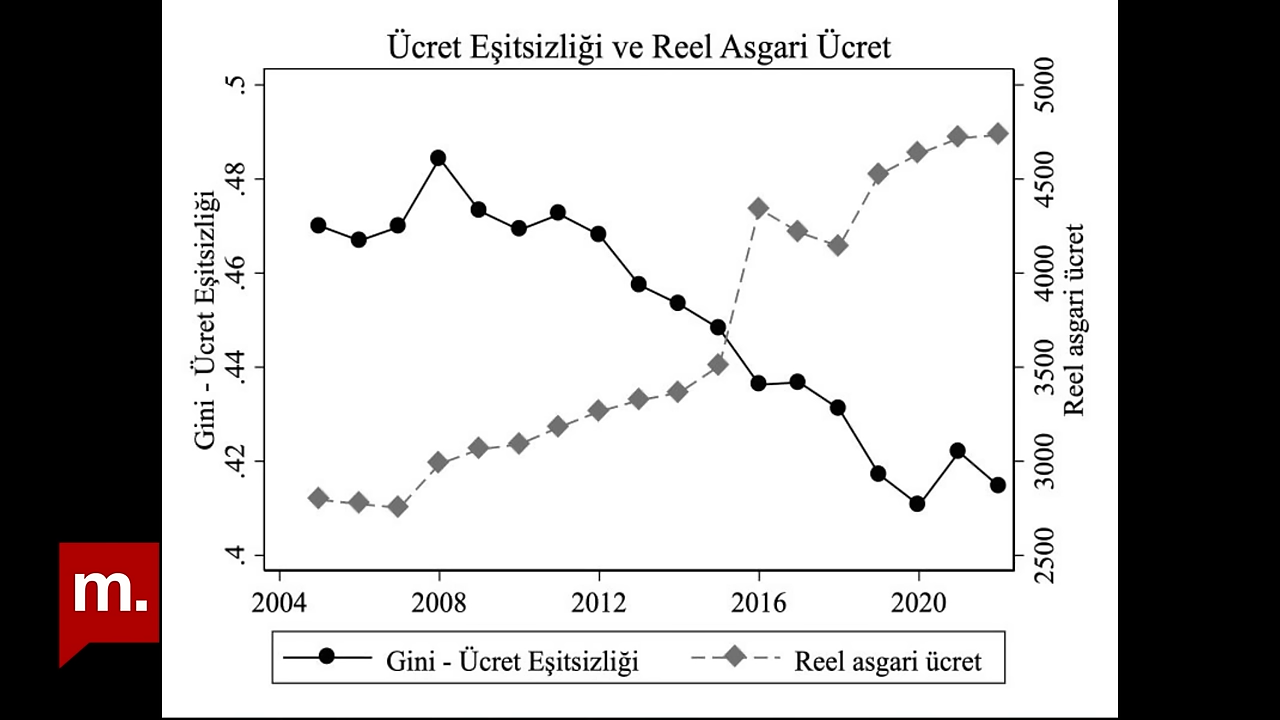 Ücret Eşitsizliği ve Reel Asgari Ücret
Gini - Ücret Eşitsizliği
.5
.48
.46
.44
.42
.4
5000
4500
4000
3500
3000
2500
Reel asgari ücret
2004
2008
2012
2016
2020
Gini - Ücret Eşitsizliği
Reel asgari ücret
m.